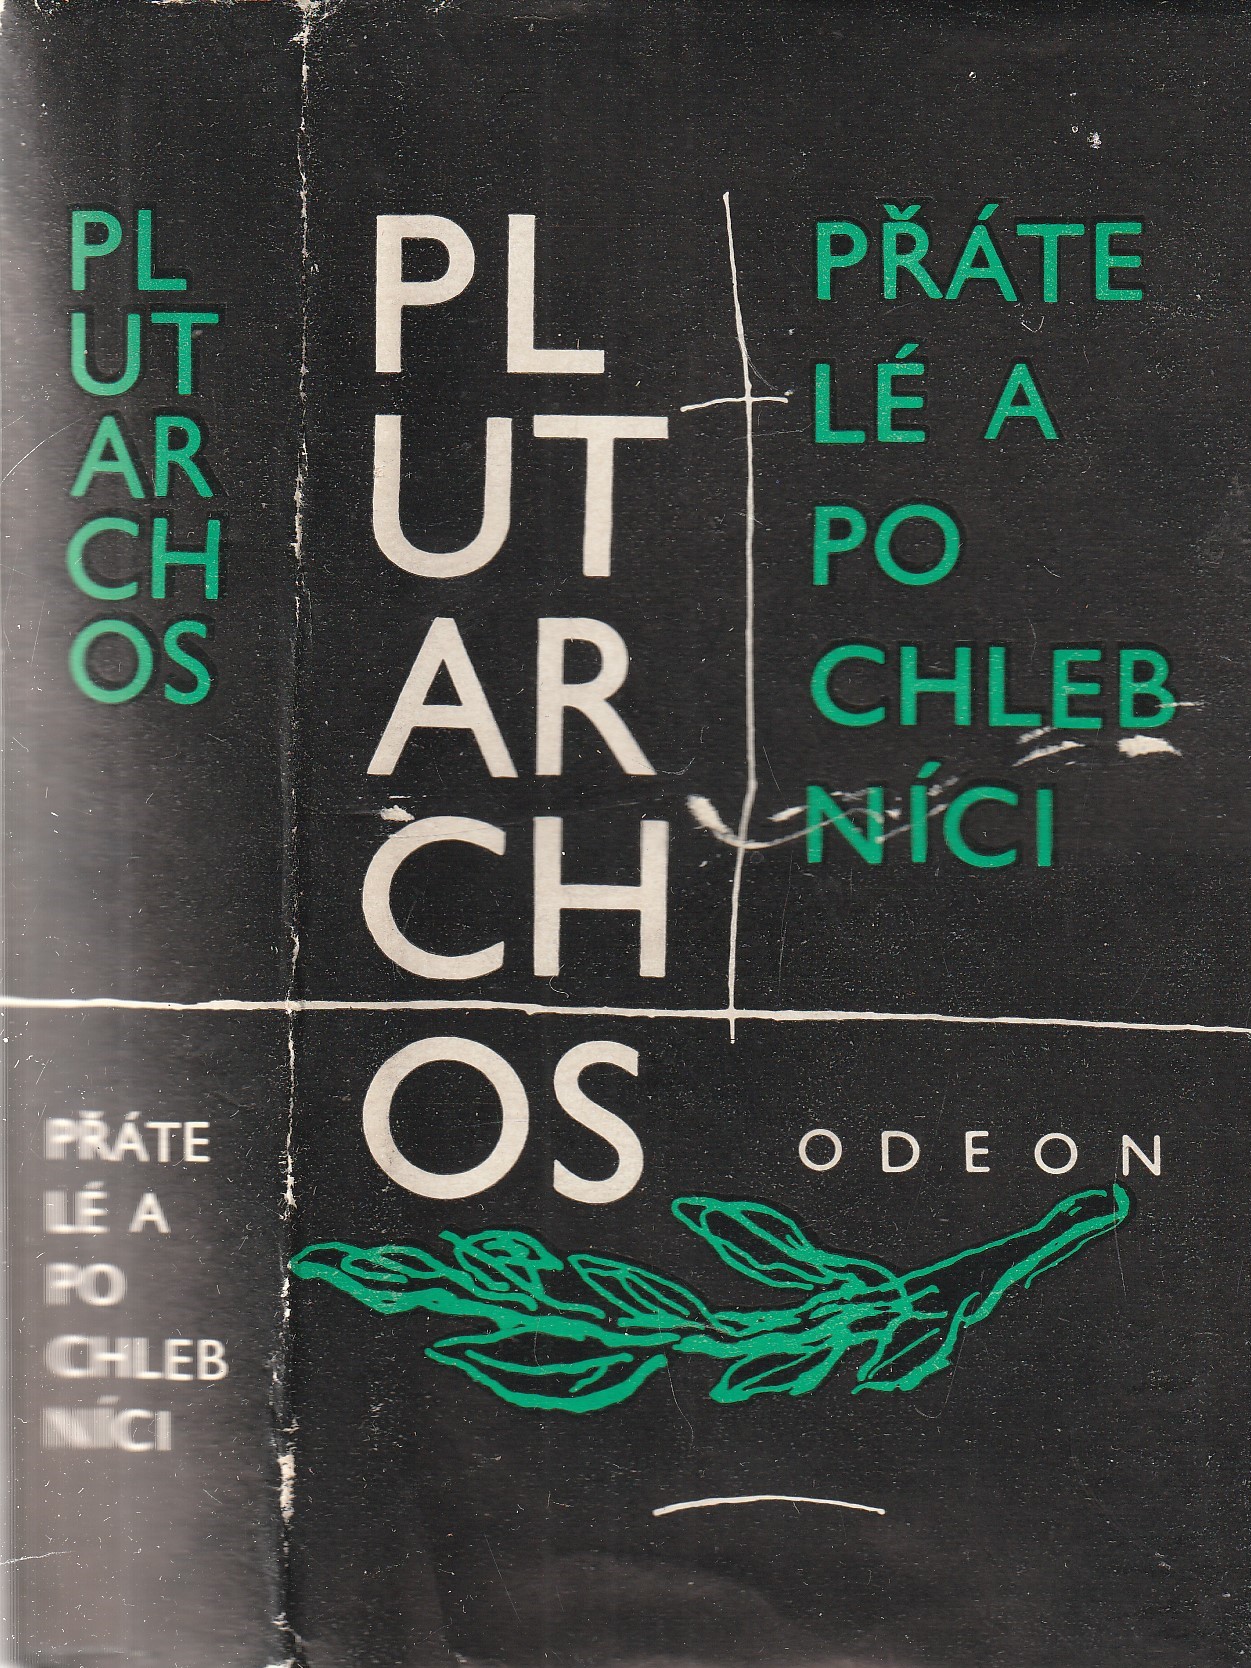 PL
UT
AR
CH
OS
PŘÁTE
LÉ A
PO
CHLEB
NÍCI
PL
UT
AR
CH
OS
PŘÁTE
LÉ A
PO
CHLEB
NÍCI
ODEON